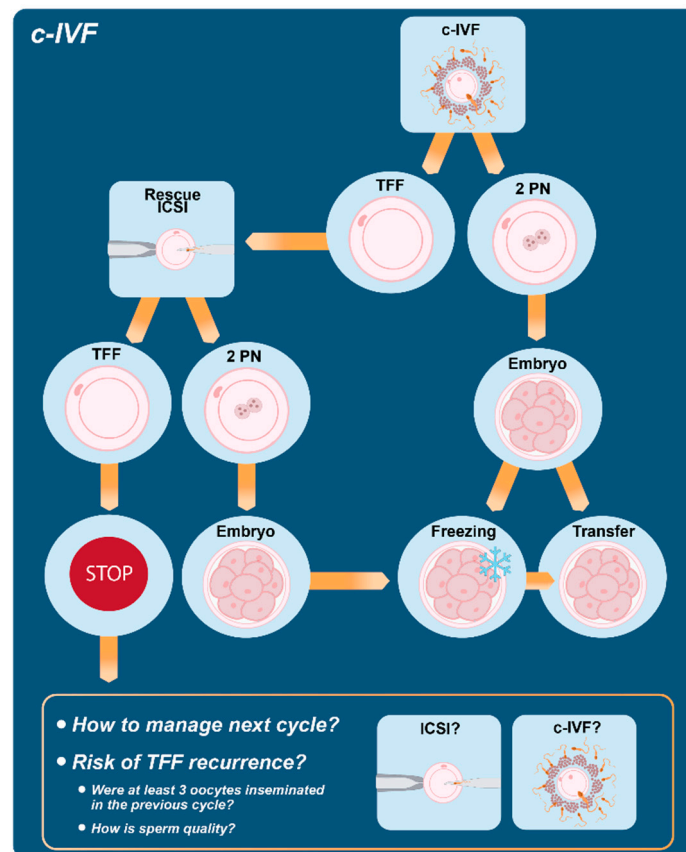 c-IVF
c-IVF
TFF
2 PN
Rescue
ICSI
TFF
2 PN
Embryo
STOP
Embryo
Freezing
Transfer
• How to manage next cycle?
• Risk of TFF recurrence?
• Were at least 3 oocytes inseminated
in the previous cycle?
• How is sperm quality?
ICSI?
c-IVF?